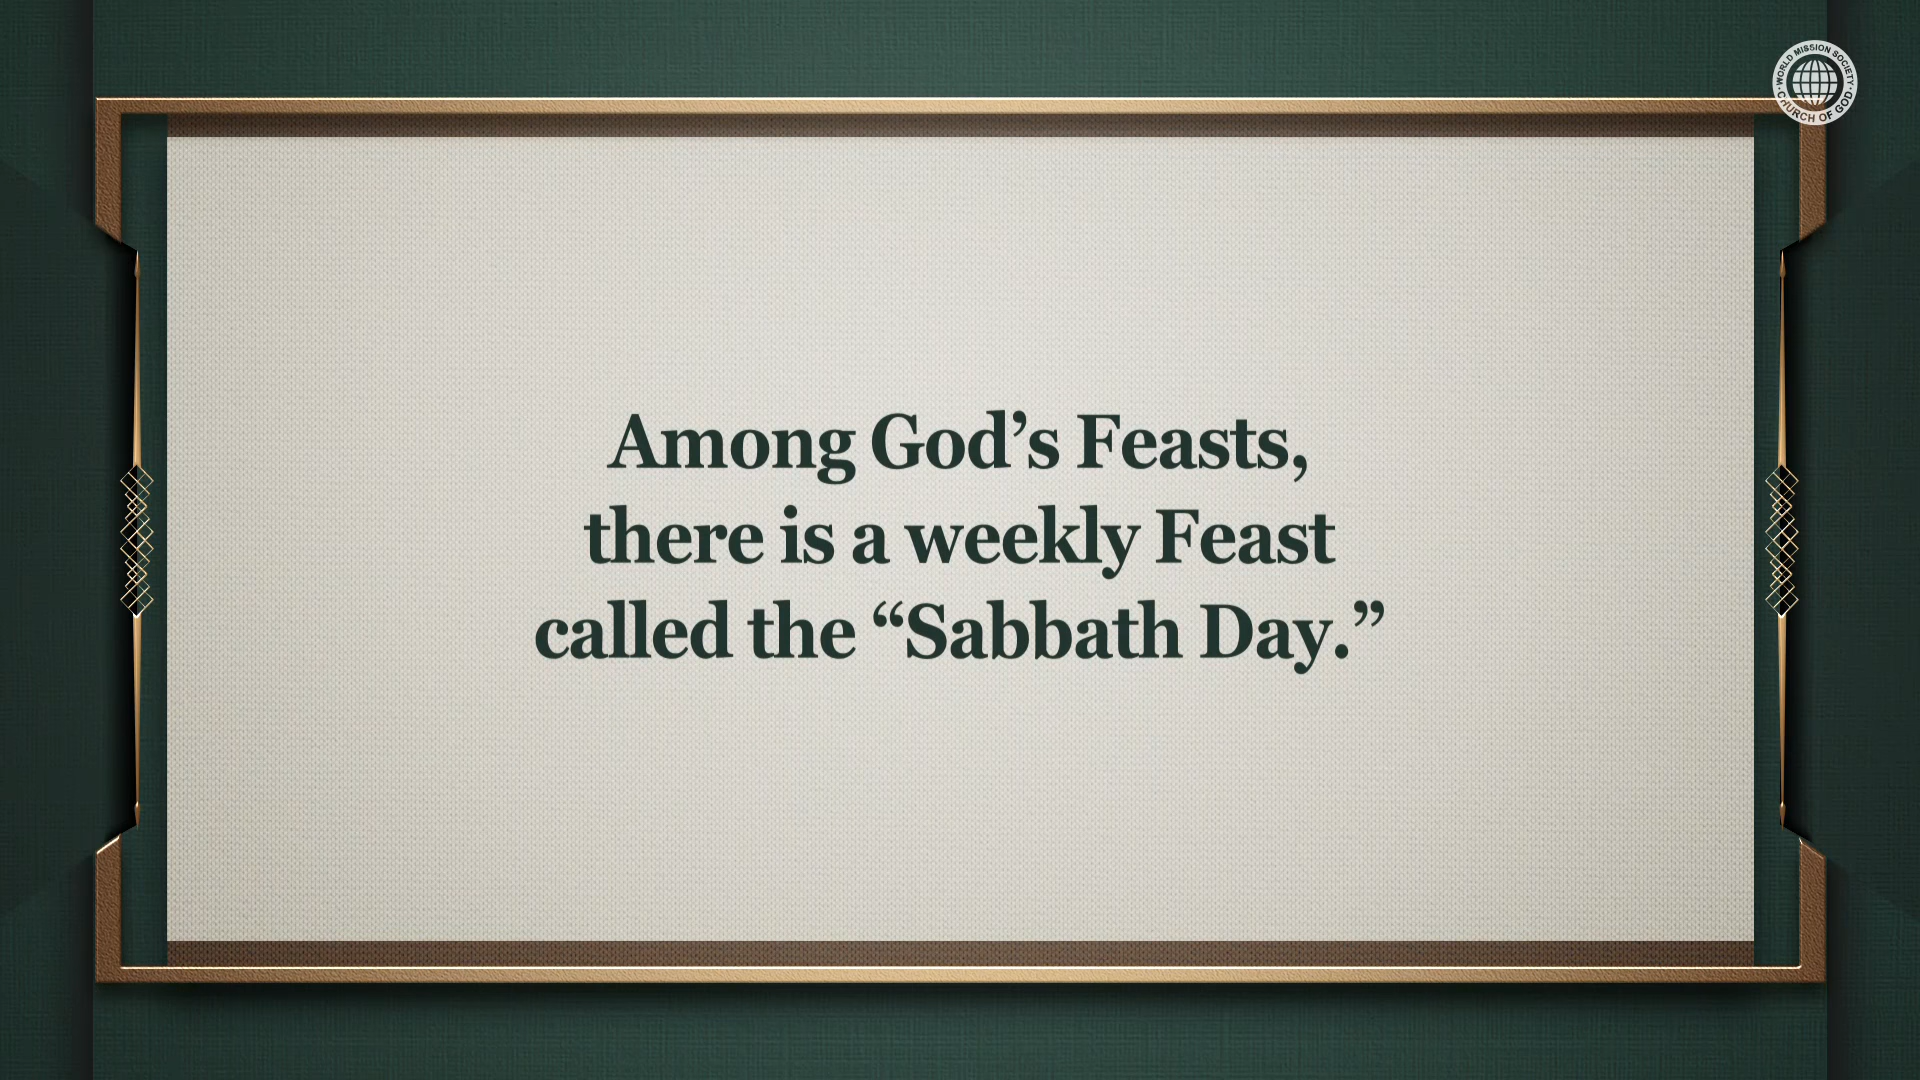 WORLD MISSION SOCIETY
CHURCH OF GOD
Among God’s Feasts,
there is a weekly Feast
called the “Sabbath Day.”